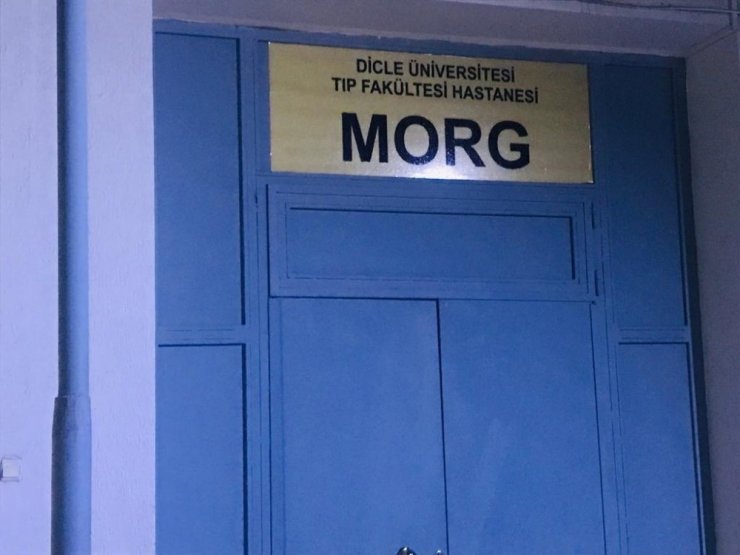 DİCLE ÜNİVERSİTESİ
TIP FAKÜLTESİ HASTANESİ
MORG